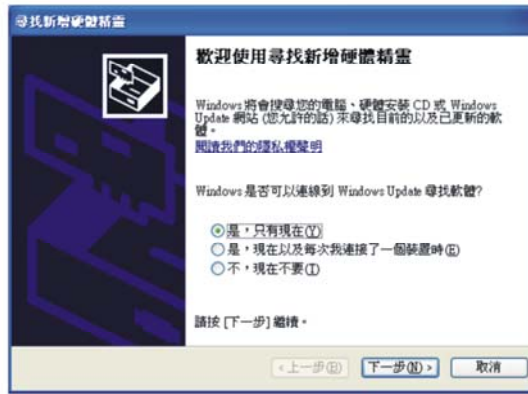 尋找新增硬體精靈
歡迎使用尋找新增硬體精靈
Windows 將會搜尋您的電腦、硬體安裝 CD 或 Windows
Update 網站 (您允許的話) 來尋找目前的以及已更新的軟
體。
閱讀我們的隱私權聲明
Windows 是否可以連線到 Windows Update 尋找軟體?
是，只有現在(Y)
是，現在以及每次我連接了一個裝置時(E)
不，現在不要(T)
請按 [下一步] 繼續。
<上一步(B)
下一步(N)>
取消